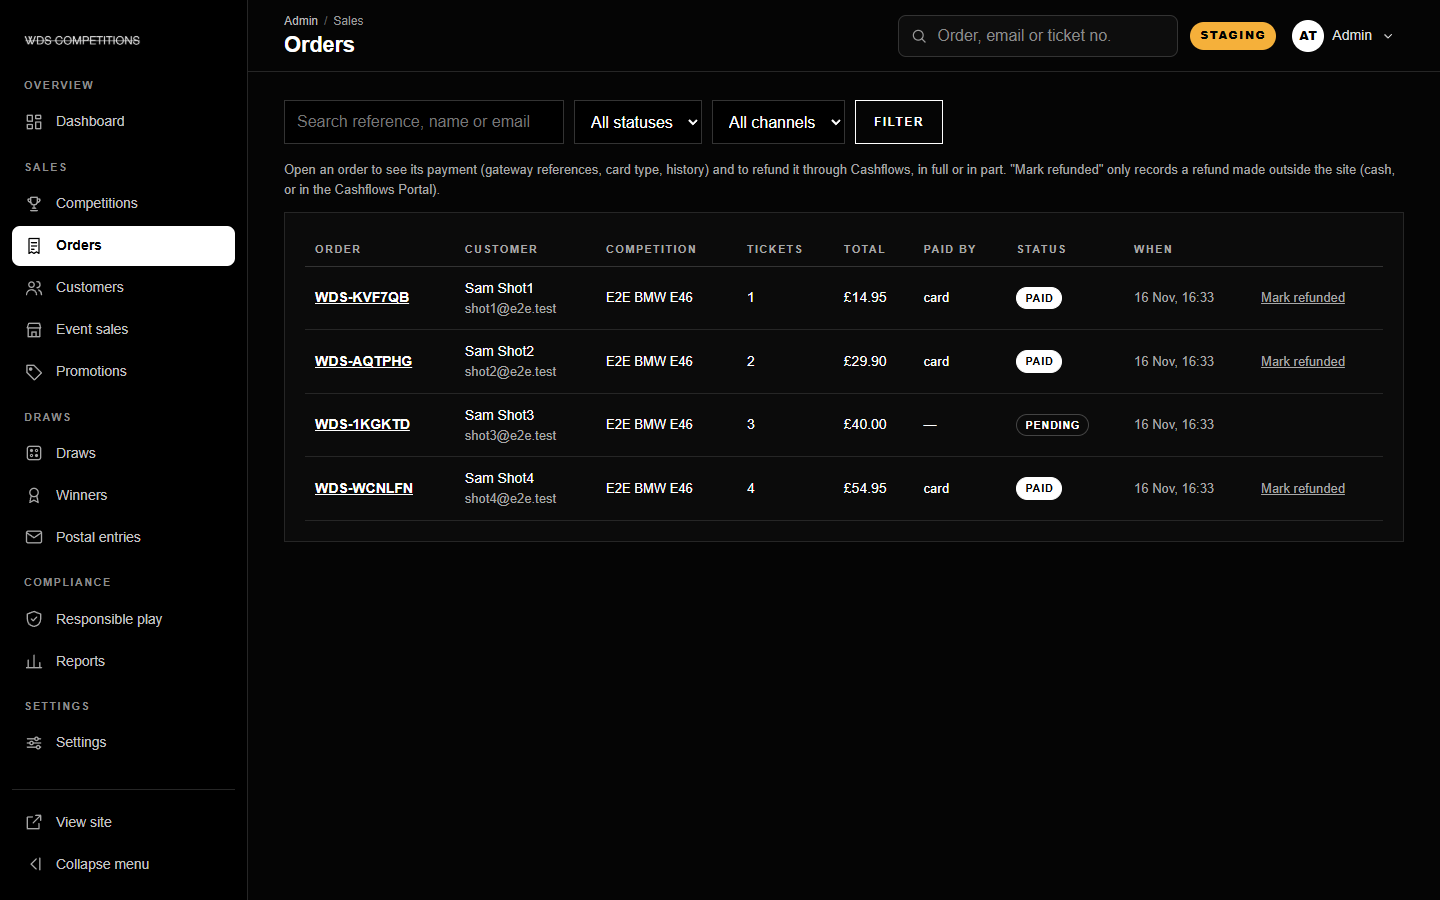 WDS COMPETITIONS
OVERVIEW
Dashboard
SALES
Competitions
Orders
Customers
Event sales
Promotions
DRAWS
Draws
Winners
Postal entries
COMPLIANCE
Responsible play
Reports
SETTINGS
Settings
View site
Collapse menu
Admin / Sales
Orders
Order, email or ticket no.
STAGING
AT Admin
Search reference, name or email
All statuses
All channels
FILTER
Open an order to see its payment (gateway references, card type, history) and to refund it through Cashflows, in full or in part. "Mark refunded" only records a refund made outside the site (cash,
or in the Cashflows Portal).
ORDER CUSTOMER COMPETITION TICKETS TOTAL PAID BY STATUS WHEN
WDS-KVF7QB Sam Shot1 E2E BMW E46 1 £14.95 card PAID 16 Nov, 16:33 Mark refunded
shot1@e2e.test
WDS-AQTPHG Sam Shot2 E2E BMW E46 2 £29.90 card PAID 16 Nov, 16:33 Mark refunded
shot2@e2e.test
WDS-1KGKTD Sam Shot3 E2E BMW E46 3 £40.00 — PENDING 16 Nov, 16:33
shot3@e2e.test
WDS-WCNLFN Sam Shot4 E2E BMW E46 4 £54.95 card PAID 16 Nov, 16:33 Mark refunded
shot4@e2e.test